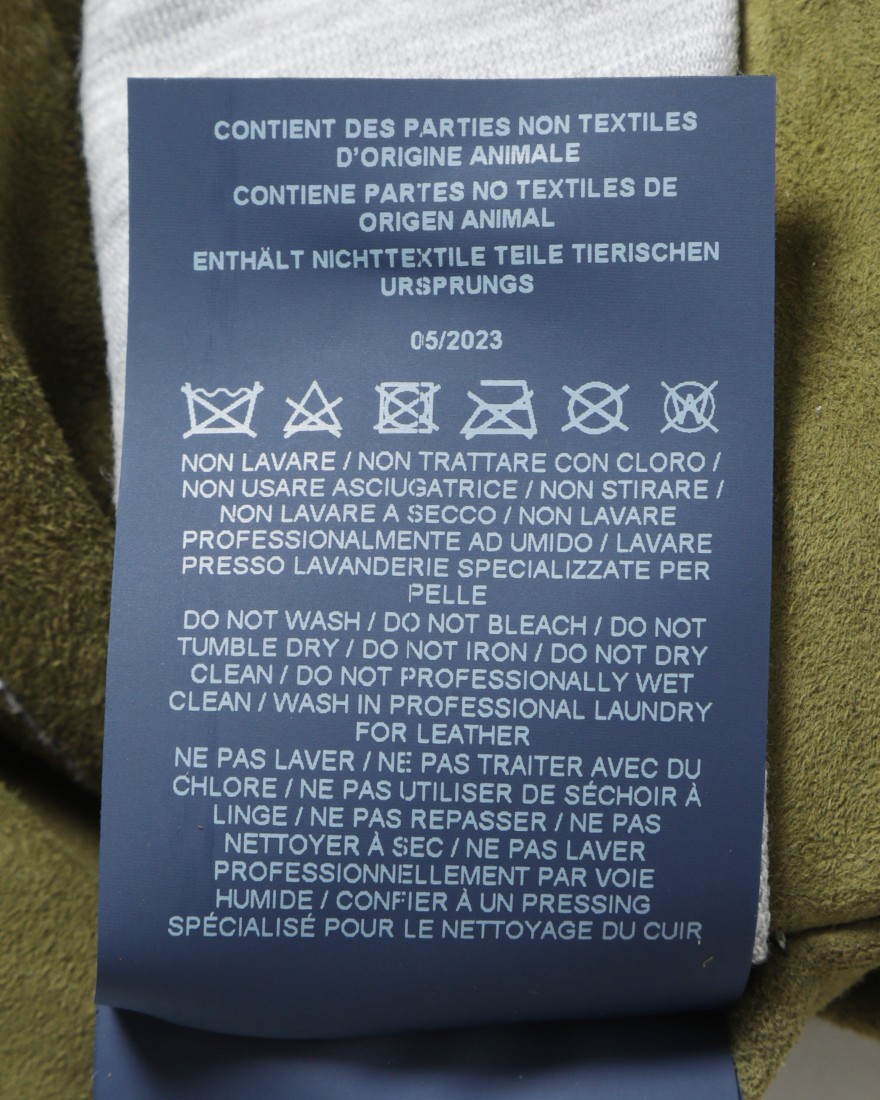 CONTIENT DES PARTIES NON TEXTILES
D'ORIGINE ANIMALE
CONTIENE PARTES NO TEXTILES DE
ORIGEN ANIMAL
ENTHÄLT NICHTTEXTILE TEILE TIERISCHEN
URSPRUNGS
05/2023
W
NON LAVARE / NON TRATTARE CON CLORO /
NON USARE ASCIUGATRICE / NON STIRARE /
NON LAVARE A SECCO / NON LAVARE
PROFESSIONALMENTE AD UMIDO / LAVARE
PRESSO LAVANDERIE SPECIALIZZATE PER
PELLE
DO NOT WASH / DO NOT BLEACH / DO NOT
TUMBLE DRY / DO NOT IRON / DO NOT DRY
CLEAN / DO NOT PROFESSIONALLY WET
CLEAN / WASH IN PROFESSIONAL LAUNDRY
FOR LEATHER
NE PAS LAVER / NE PAS TRAITER AVEC DU
CHLORE / NE PAS UTILISER DE SÉCHOIR À
LINGE / NE PAS REPASSER / NE PAS
NETTOYER À SEC / NE PAS LAVER
PROFESSIONNELLEMENT PAR VOIE
HUMIDE / CONFIER À UN PRESSING
SPÉCIALISÉ POUR LE NETTOYAGE DU CUIR